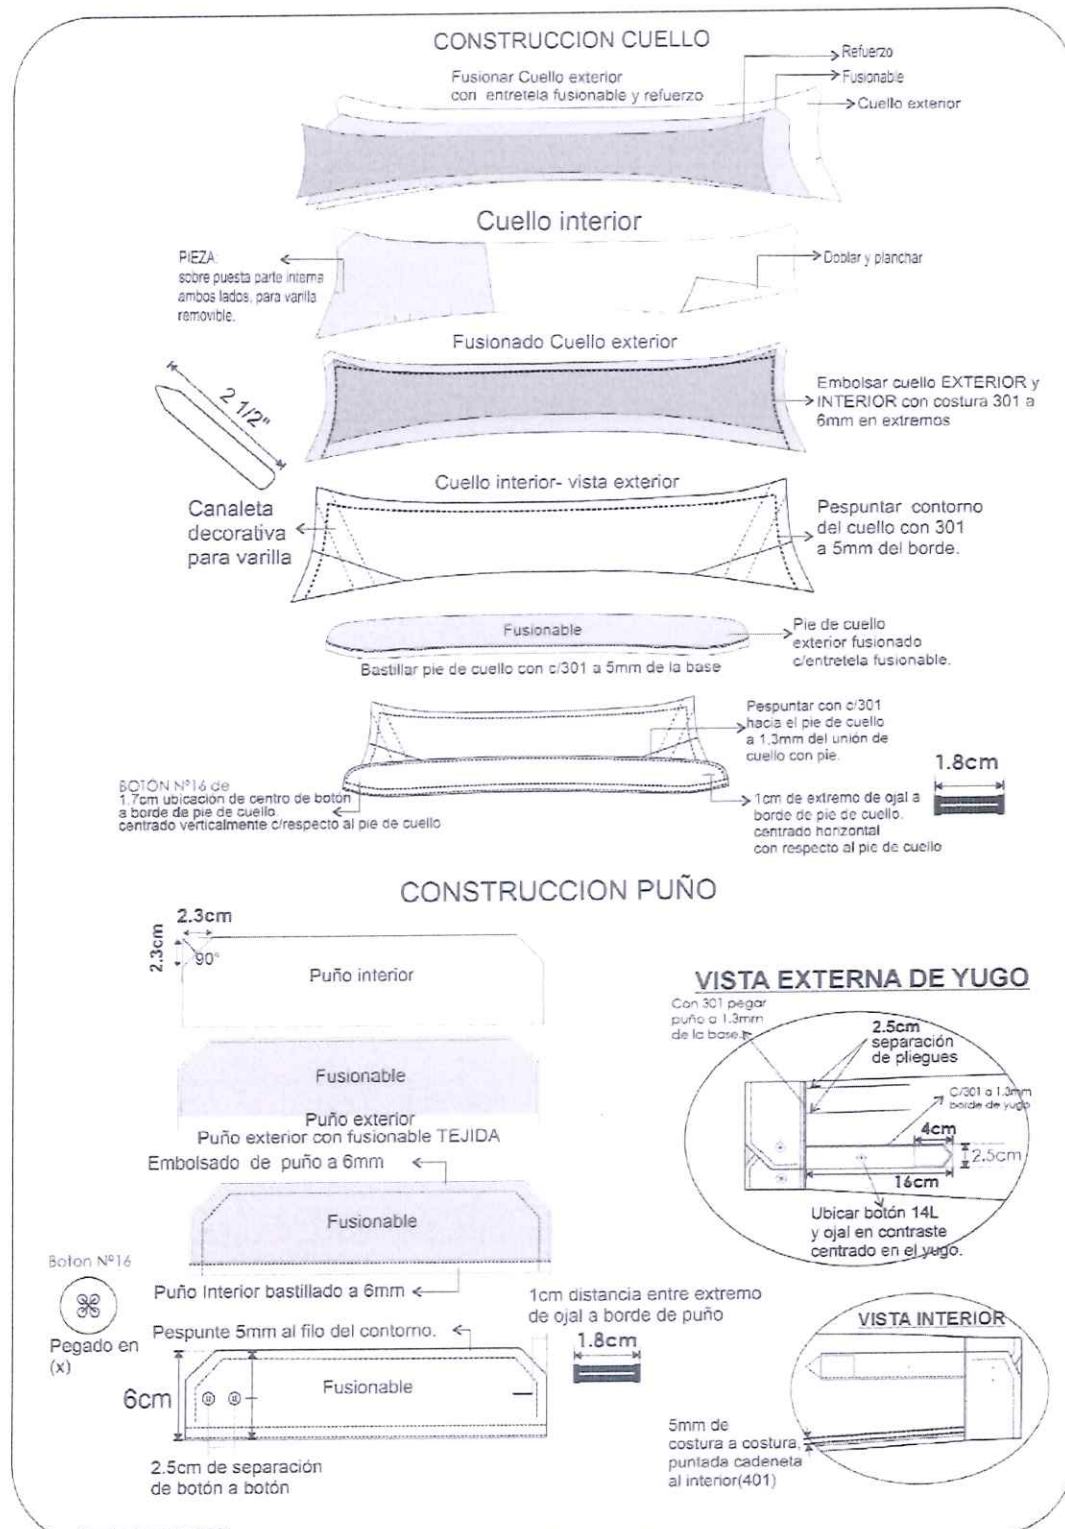 CONSTRUCCION CUELLO
Refuerzo
Fusionar Cuello exterior
con entretela fusionable y refuerzo
Fusionable
Cuello exterior
Cuello interior
PIEZA:
sobre puesta parte interna
ambos lados, para varilla
removible.
Doblar y planchar
Fusionado Cuello exterior
2 1/2"
Embolsar cuello EXTERIOR y
INTERIOR con costura 301 a
6mm en extremos
Cuello interior- vista exterior
Canaleta
decorativa
para varilla
Pespuntar contorno
del cuello con 301
a 5mm del borde.
Fusionable
Pie de cuello
exterior fusionado
c/entretela fusionable.
Bastillar pie de cuello con c/301 a 5mm de la base
Pespuntar con c/301
hacia el pie de cuello
a 1.3mm del unión de
cuello con pie.
1.8cm
BOTÓN Nº16 de
1.7cm ubicación de centro de botón
a borde de pie de cuello.
centrado verticalmente c/respecto al pie de cuello
1cm de extremo de ojal a
borde de pie de cuello.
centrado horizontal
con respecto al pie de cuello
CONSTRUCCION PUÑO
2.3cm
2.3cm
90°
Puño interior
Fusionable
Puño exterior
Puño exterior con fusionable TEJIDA
Embolsado de puño a 6mm
Fusionable
Puño Interior bastillado a 6mm
Boton Nº16
Pegado en
(x)
Pespunte 5mm al filo del contorno.
6cm
Fusionable
2.5cm de separación
de botón a botón
1cm distancia entre extremo
de ojal a borde de puño
1.8cm
VISTA EXTERNA DE YUGO
Con 301 pegar
puño a 1.3mm
de la base.
2.5cm
separación
de pliegues
C/301 a 1.3mm
borde de yugo
4cm
2.5cm
16cm
Ubicar botón 14L
y ojal en contraste
centrado en el yugo.
VISTA INTERIOR
5mm de
costura a costura,
puntada cadeneta
al interior(401)